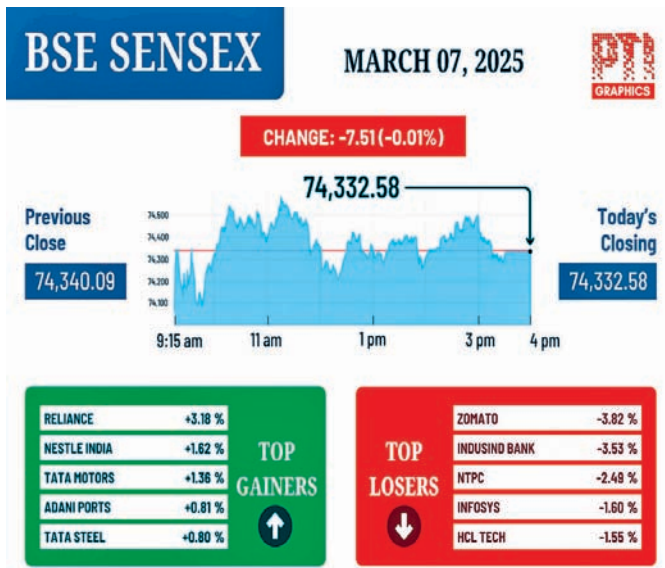 BSE SENSEX
MARCH 07, 2025
PTI
GRAPHICS
CHANGE: -7.51(-0.01%)
74,332.58
Previous
Close
74,340.09
74,500
74,400
74,300
74,200
74,100
Today's
Closing
74,332.58
9:15 am 11 am 1 pm 3 pm 4 pm
RELIANCE +3.18 %
NESTLE INDIA +1.62 %
TATA MOTORS +1.36 %
ADANI PORTS +0.81 %
TATA STEEL +0.80 %
TOP
GAINERS
TOP
LOSERS
ZOMATO -3.82 %
INDUSIND BANK -3.53 %
NTPC -2.49 %
INFOSYS -1.60 %
HCL TECH -1.55 %